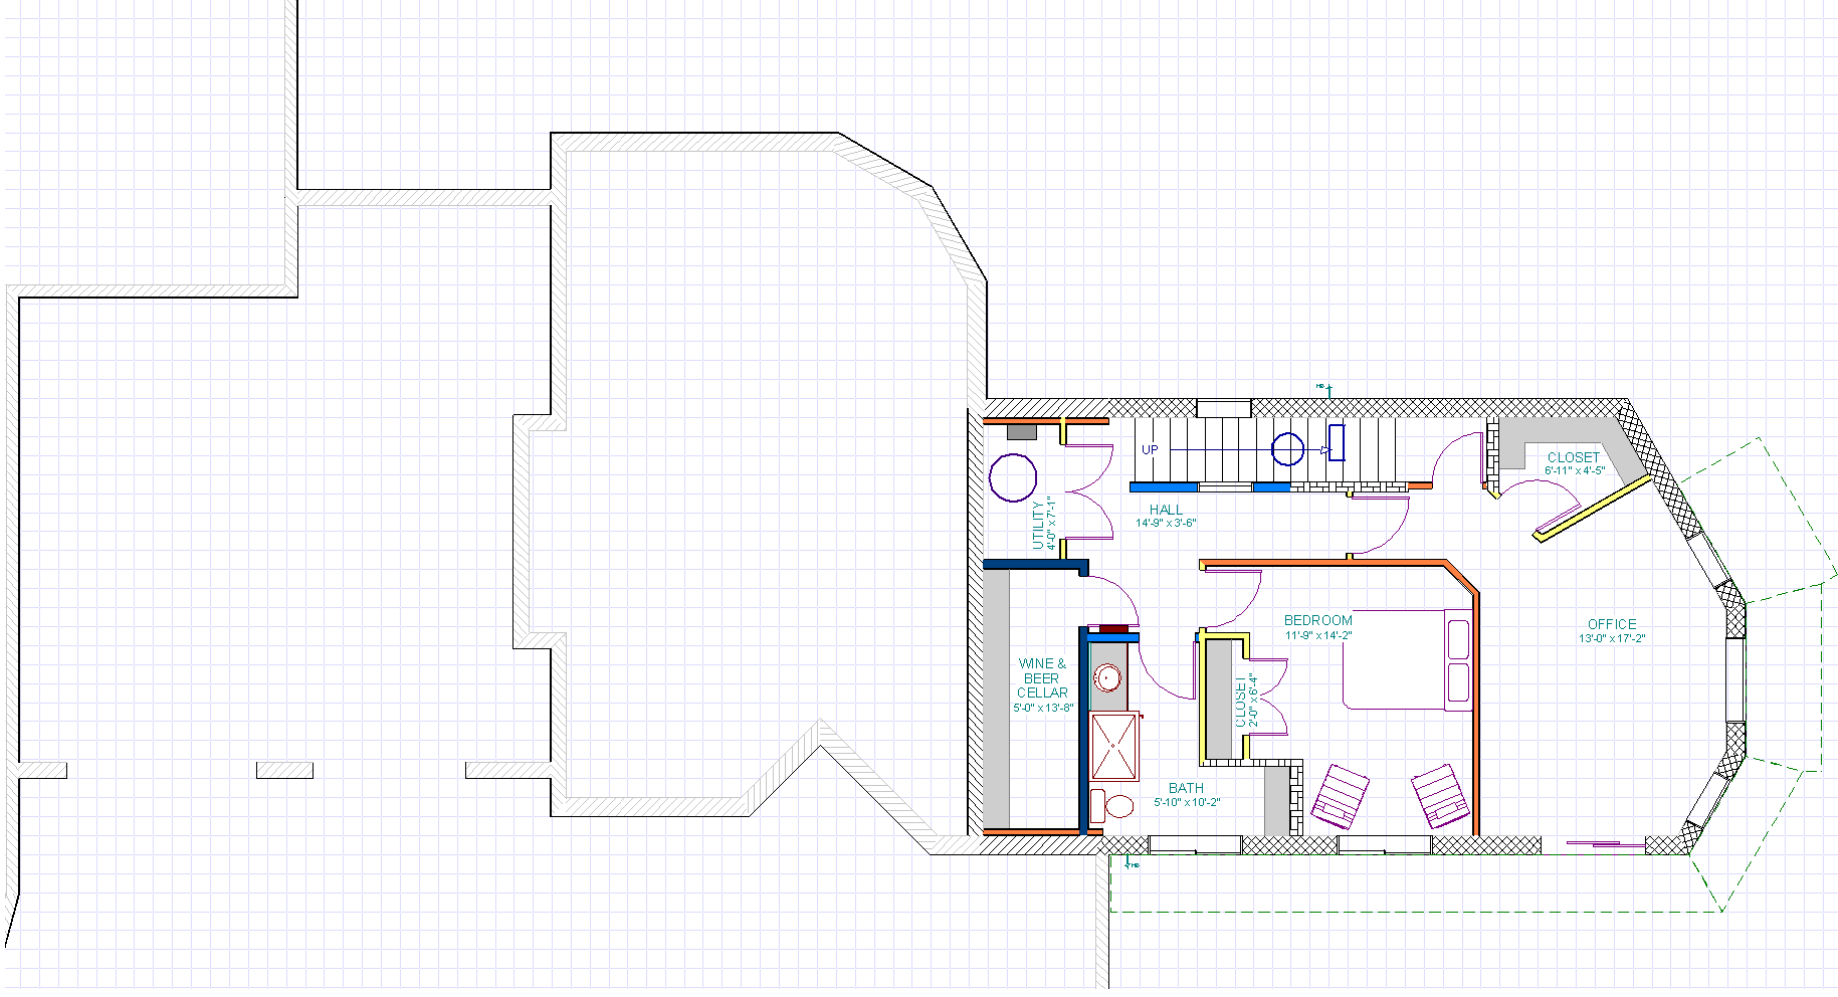 UP
CLOSET
6'-11" x 4'-5"
HALL
14'-9" x 3'-6"
UTILITY
4'-0" x 7'-1"
BEDROOM
11'-9" x 14'-2"
OFFICE
13'-0" x 17'-2"
WINE &
BEER
CELLAR
5'-0" x 13'-8"
CLOSET
2'-0" x 6'-4"
BATH
5'-10" x 10'-2"